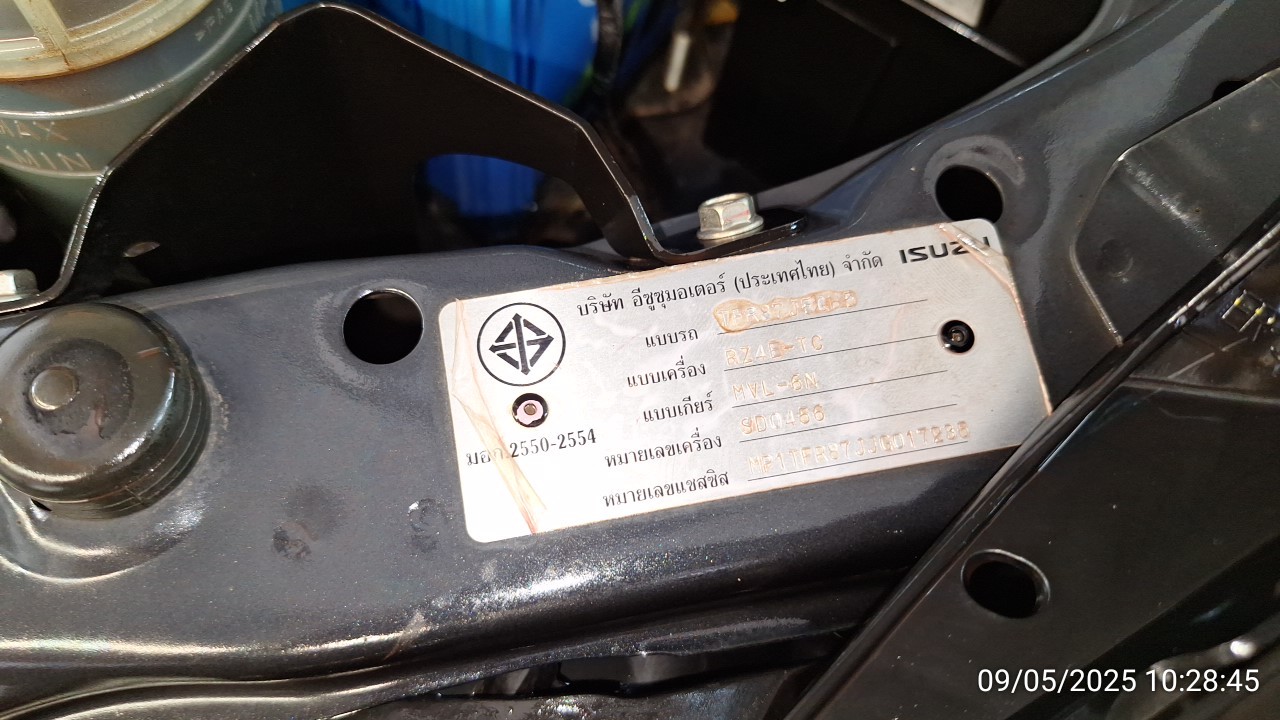 MAX
MIN
บริษัท อีซูซุมอเตอร์ (ประเทศไทย) จำกัด ISUZU
แบบรถ
แบบเครื่อง RZ4E-TC
แบบเกียร์ MVL-6N
หมายเลขเครื่อง SD0486
หมายเลขแชสซิส
มอก.2550-2554
09/05/2025 10:28:45